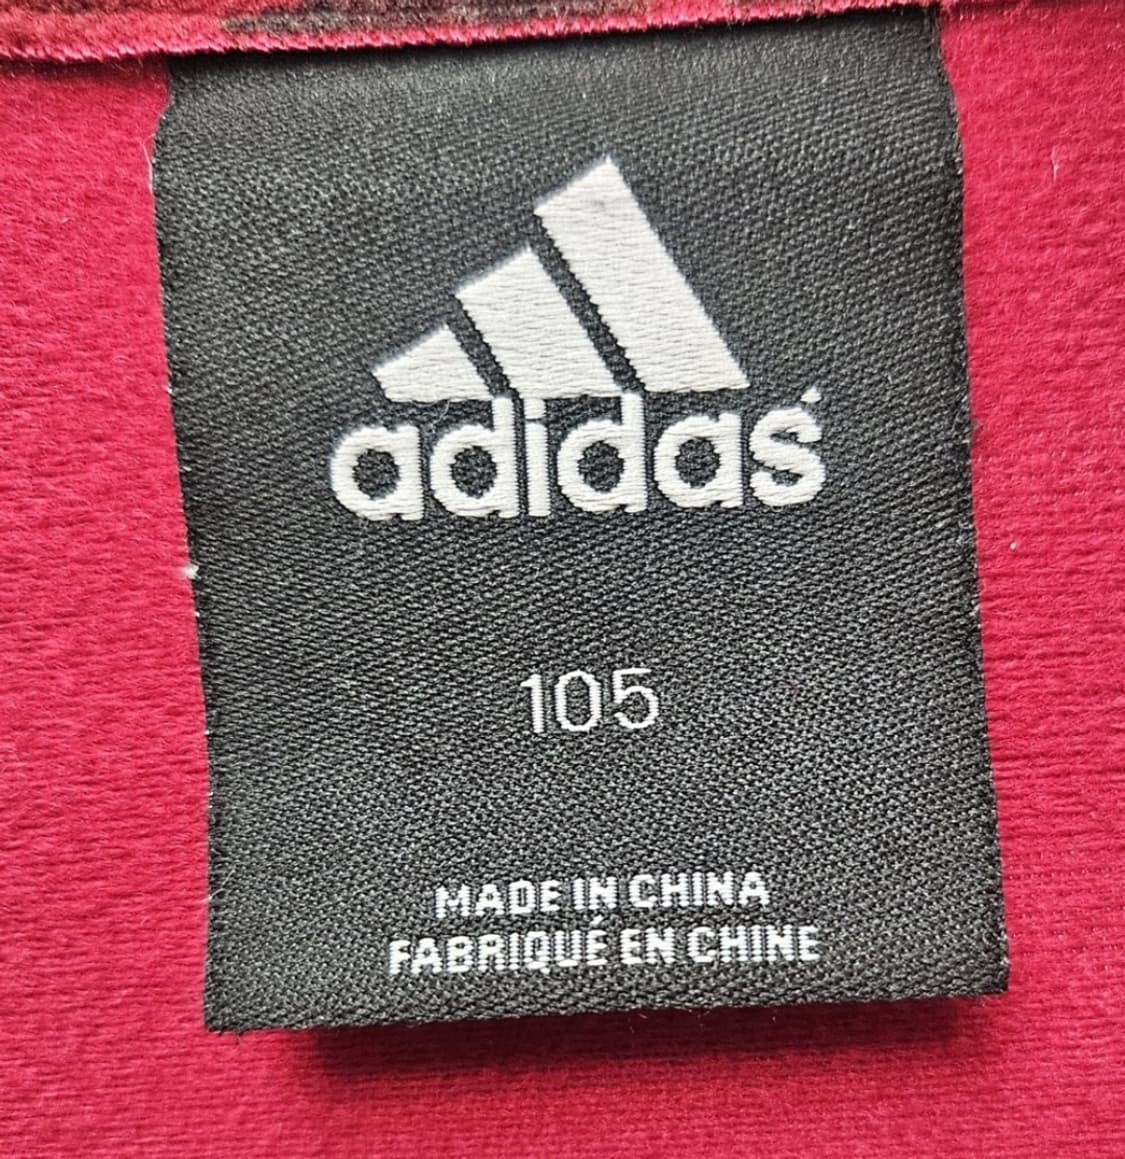 adidas
105
MADE IN CHINA
FABRIQUÉ EN CHINE